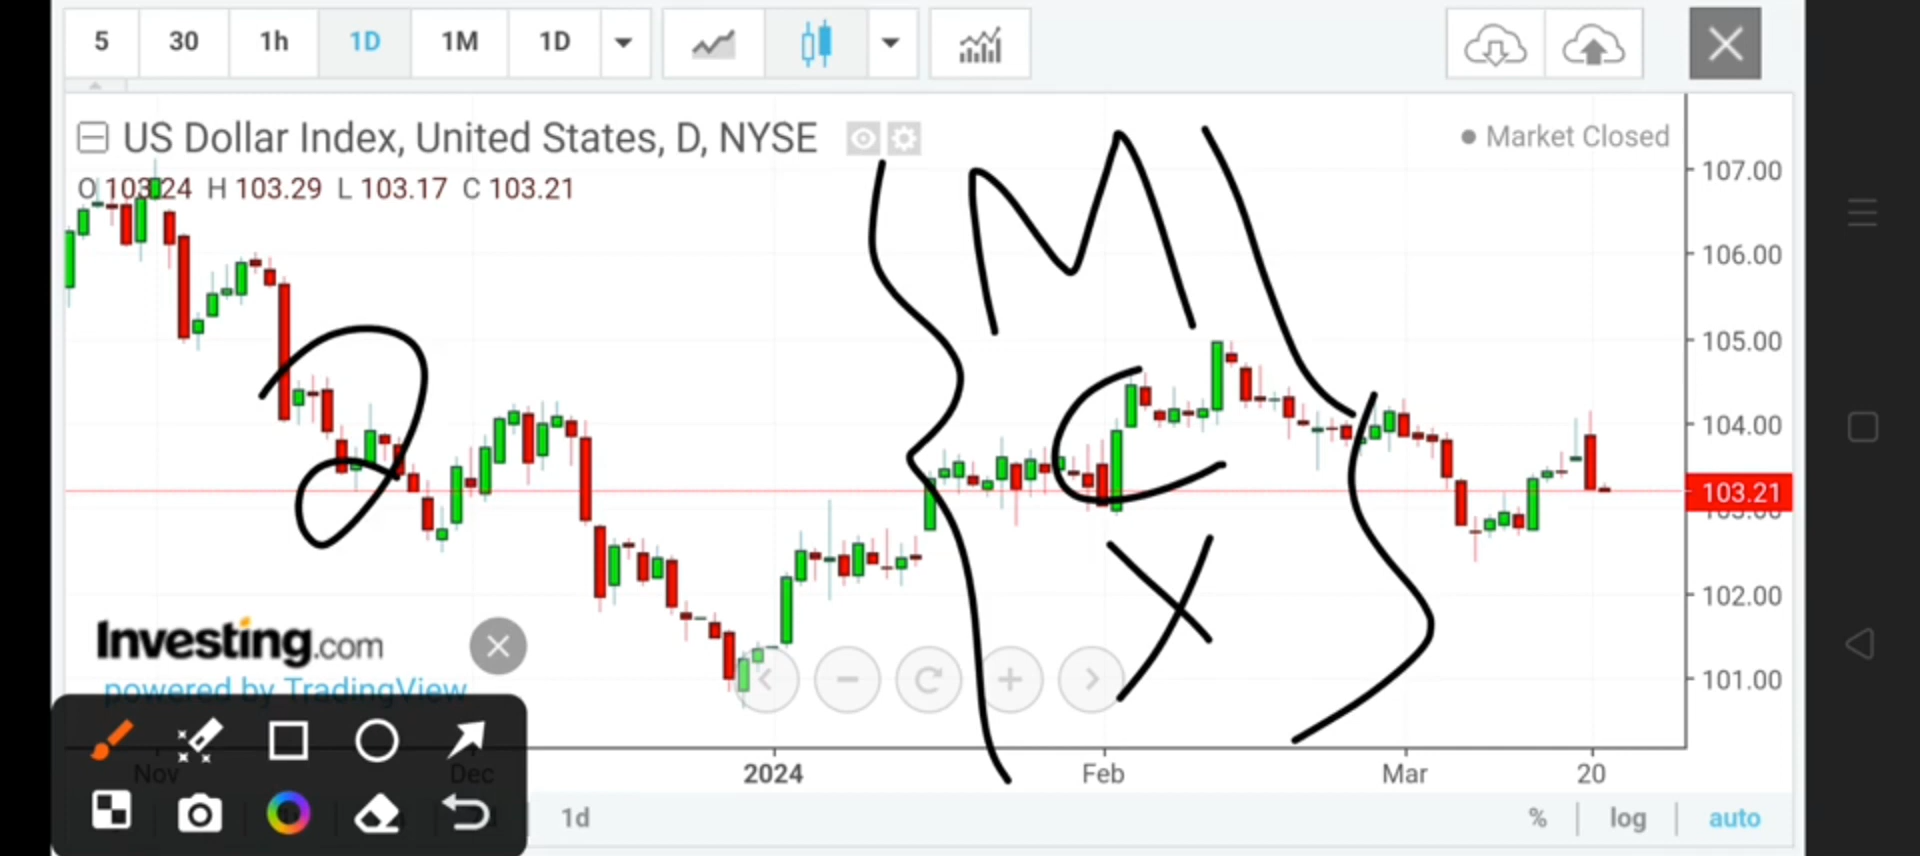 5 30 1h 1D 1M 1D
US Dollar Index, United States, D, NYSE
Market Closed
O 103.24 H 103.29 L 103.17 C 103.21
107.00
106.00
105.00
104.00
103.21
103.00
102.00
101.00
M
C
X
Investing.com
powered by TradingView
Nov Dec 2024 Feb Mar 20
1d % log auto